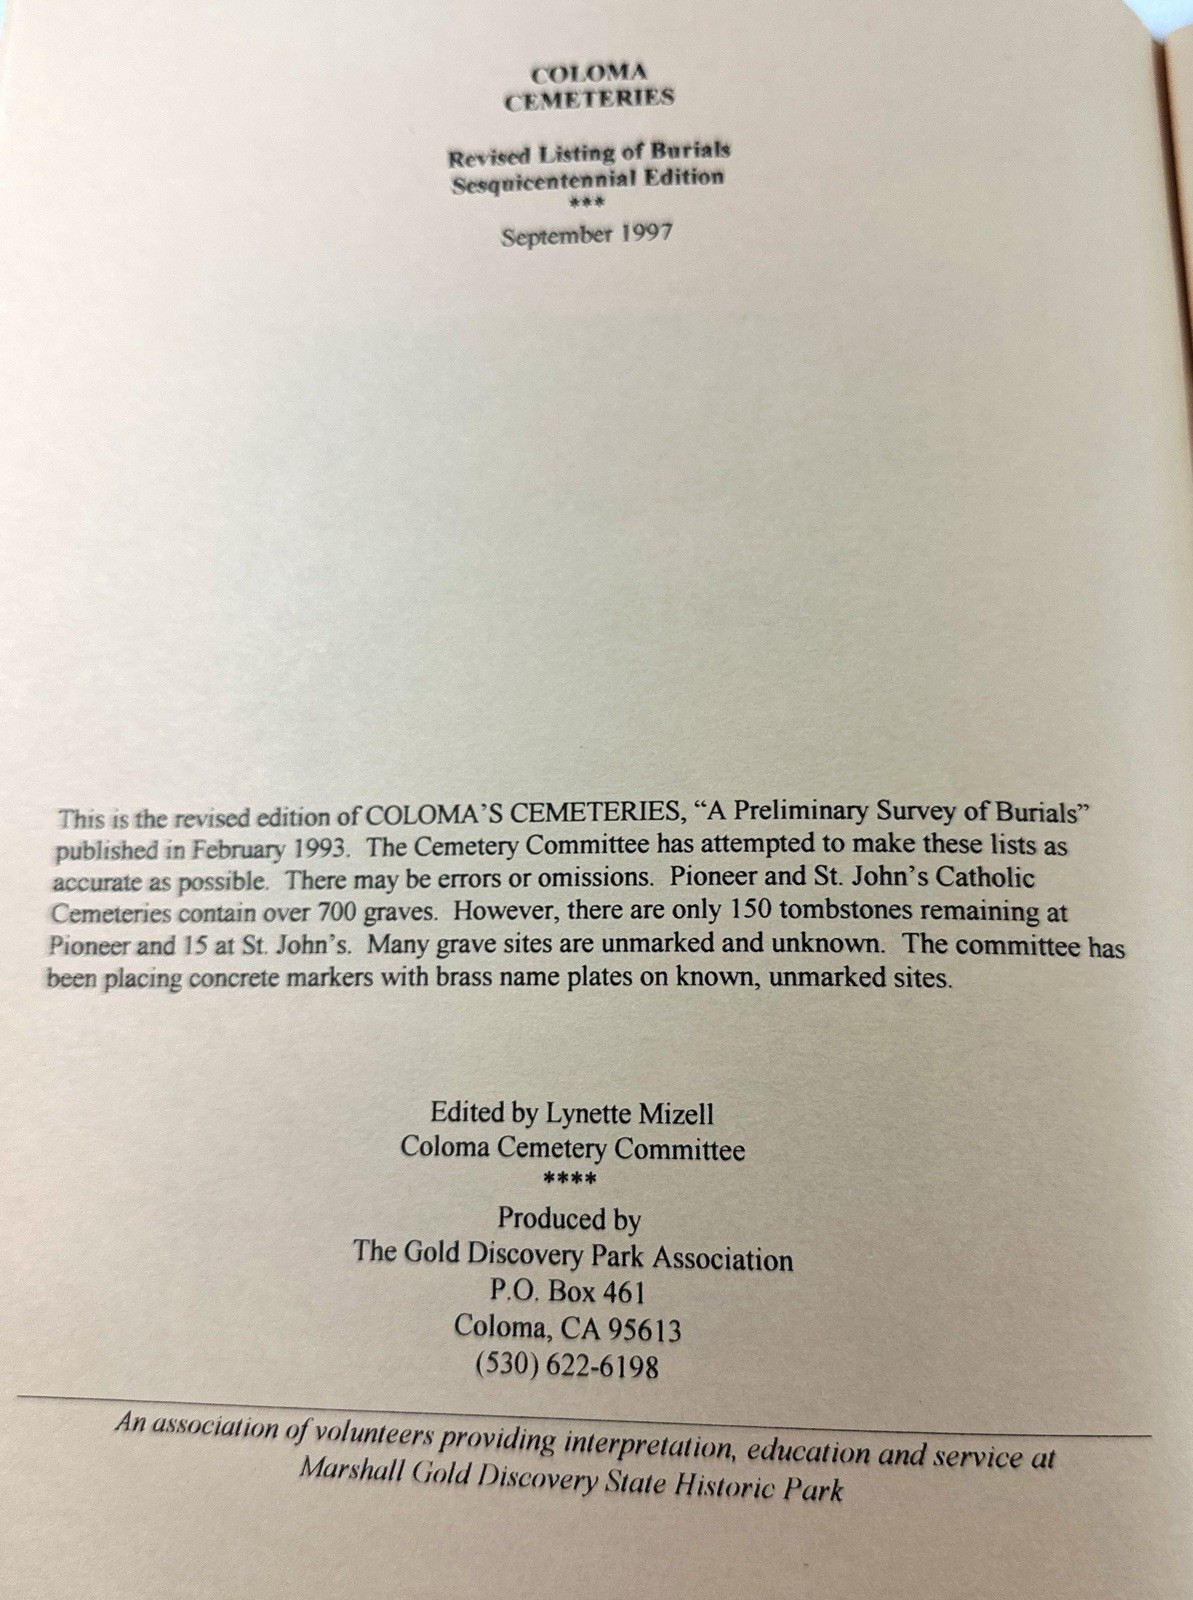 COLOMA
CEMETERIES
Revised Listing of Burials
Sesquicentennial Edition
***
September 1997
This is the revised edition of COLOMA'S CEMETERIES, “A Preliminary Survey of Burials”
published in February 1993.  The Cemetery Committee has attempted to make these lists as
accurate as possible.  There may be errors or omissions.  Pioneer and St. John's Catholic
Cemeteries contain over 700 graves.  However, there are only 150 tombstones remaining at
Pioneer and 15 at St. John's.  Many grave sites are unmarked and unknown.  The committee has
been placing concrete markers with brass name plates on known, unmarked sites.
Edited by Lynette Mizell
Coloma Cemetery Committee
****
Produced by
The Gold Discovery Park Association
P.O. Box 461
Coloma, CA 95613
(530) 622-6198
An association of volunteers providing interpretation, education and service at
Marshall Gold Discovery State Historic Park